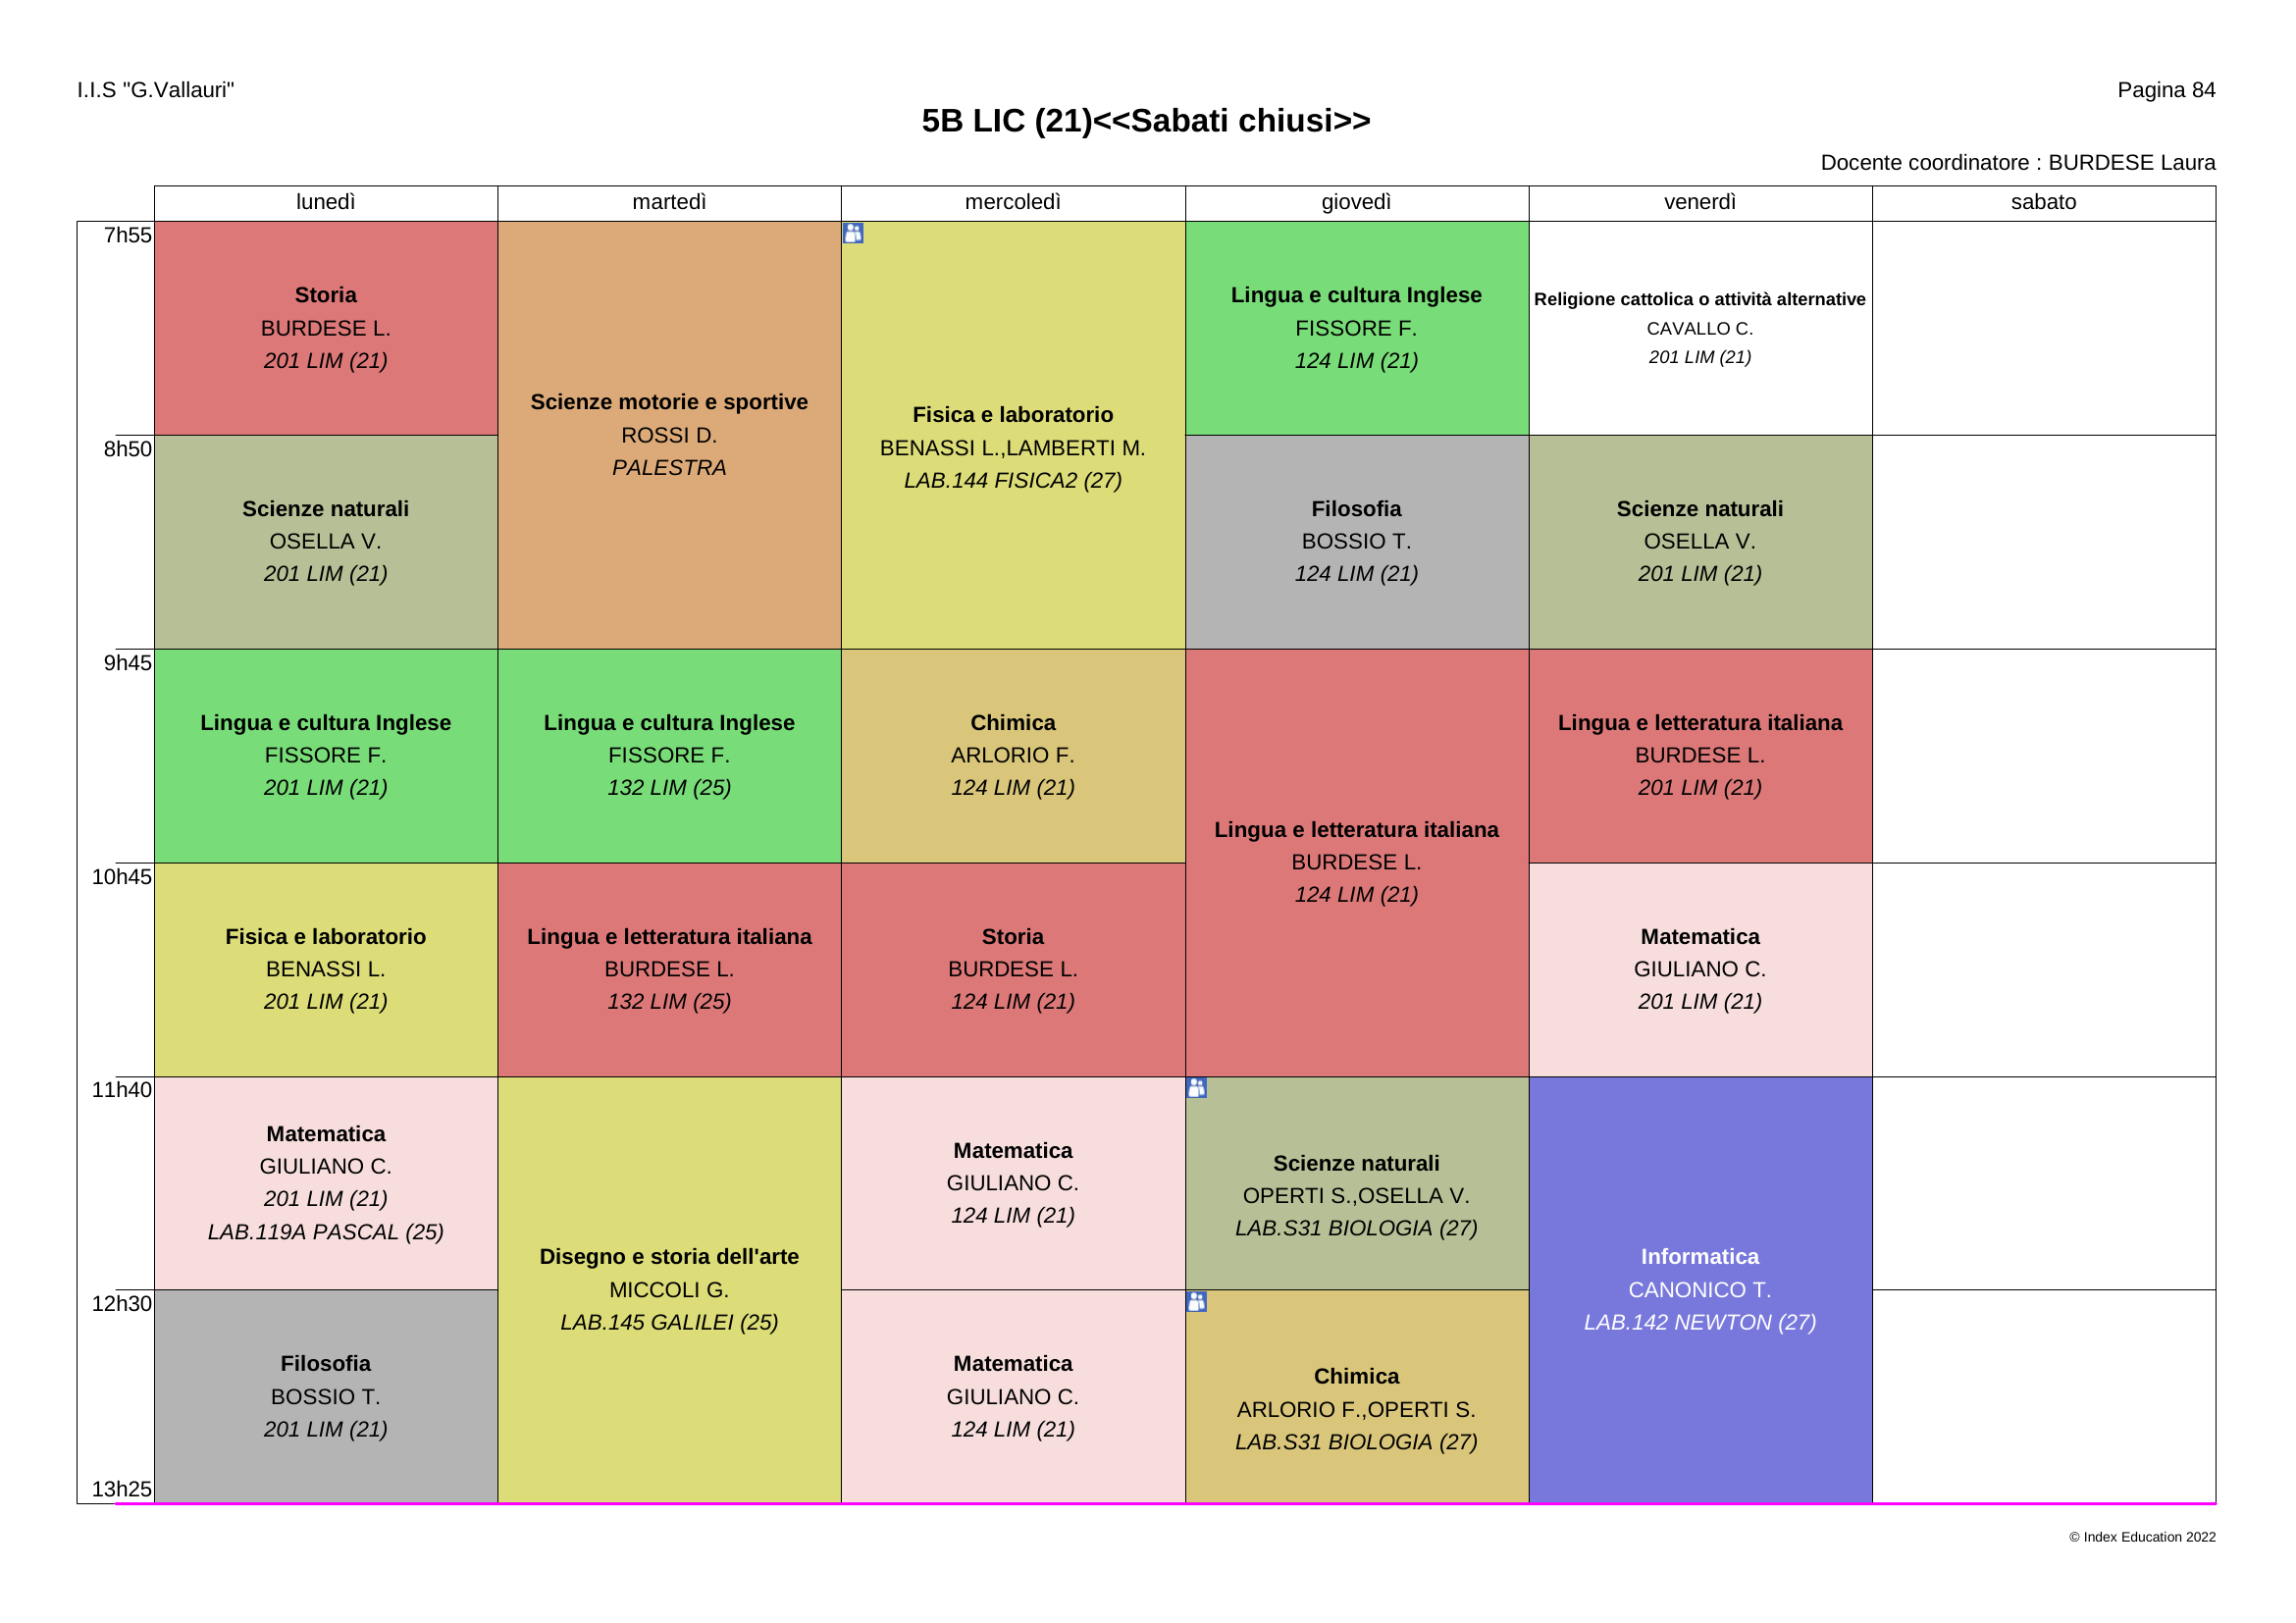 I.I.S "G.Vallauri"
Pagina 84
5B LIC (21)<<Sabati chiusi>>
Docente coordinatore : BURDESE Laura
lunedì
martedì
mercoledì
giovedì
venerdì
sabato
7h55
Storia
BURDESE L.
201 LIM (21)
Scienze motorie e sportive
ROSSI D.
PALESTRA
Fisica e laboratorio
BENASSI L.,LAMBERTI M.
LAB.144 FISICA2 (27)
Lingua e cultura Inglese
FISSORE F.
124 LIM (21)
Religione cattolica o attività alternative
CAVALLO C.
201 LIM (21)
8h50
Scienze naturali
OSELLA V.
201 LIM (21)
Filosofia
BOSSIO T.
124 LIM (21)
Scienze naturali
OSELLA V.
201 LIM (21)
9h45
Lingua e cultura Inglese
FISSORE F.
201 LIM (21)
Lingua e cultura Inglese
FISSORE F.
132 LIM (25)
Chimica
ARLORIO F.
124 LIM (21)
Lingua e letteratura italiana
BURDESE L.
124 LIM (21)
Lingua e letteratura italiana
BURDESE L.
201 LIM (21)
10h45
Fisica e laboratorio
BENASSI L.
201 LIM (21)
Lingua e letteratura italiana
BURDESE L.
132 LIM (25)
Storia
BURDESE L.
124 LIM (21)
Matematica
GIULIANO C.
201 LIM (21)
11h40
Matematica
GIULIANO C.
201 LIM (21)
LAB.119A PASCAL (25)
Disegno e storia dell'arte
MICCOLI G.
LAB.145 GALILEI (25)
Matematica
GIULIANO C.
124 LIM (21)
Scienze naturali
OPERTI S.,OSELLA V.
LAB.S31 BIOLOGIA (27)
Informatica
CANONICO T.
LAB.142 NEWTON (27)
12h30
Filosofia
BOSSIO T.
201 LIM (21)
Matematica
GIULIANO C.
124 LIM (21)
Chimica
ARLORIO F.,OPERTI S.
LAB.S31 BIOLOGIA (27)
13h25
© Index Education 2022